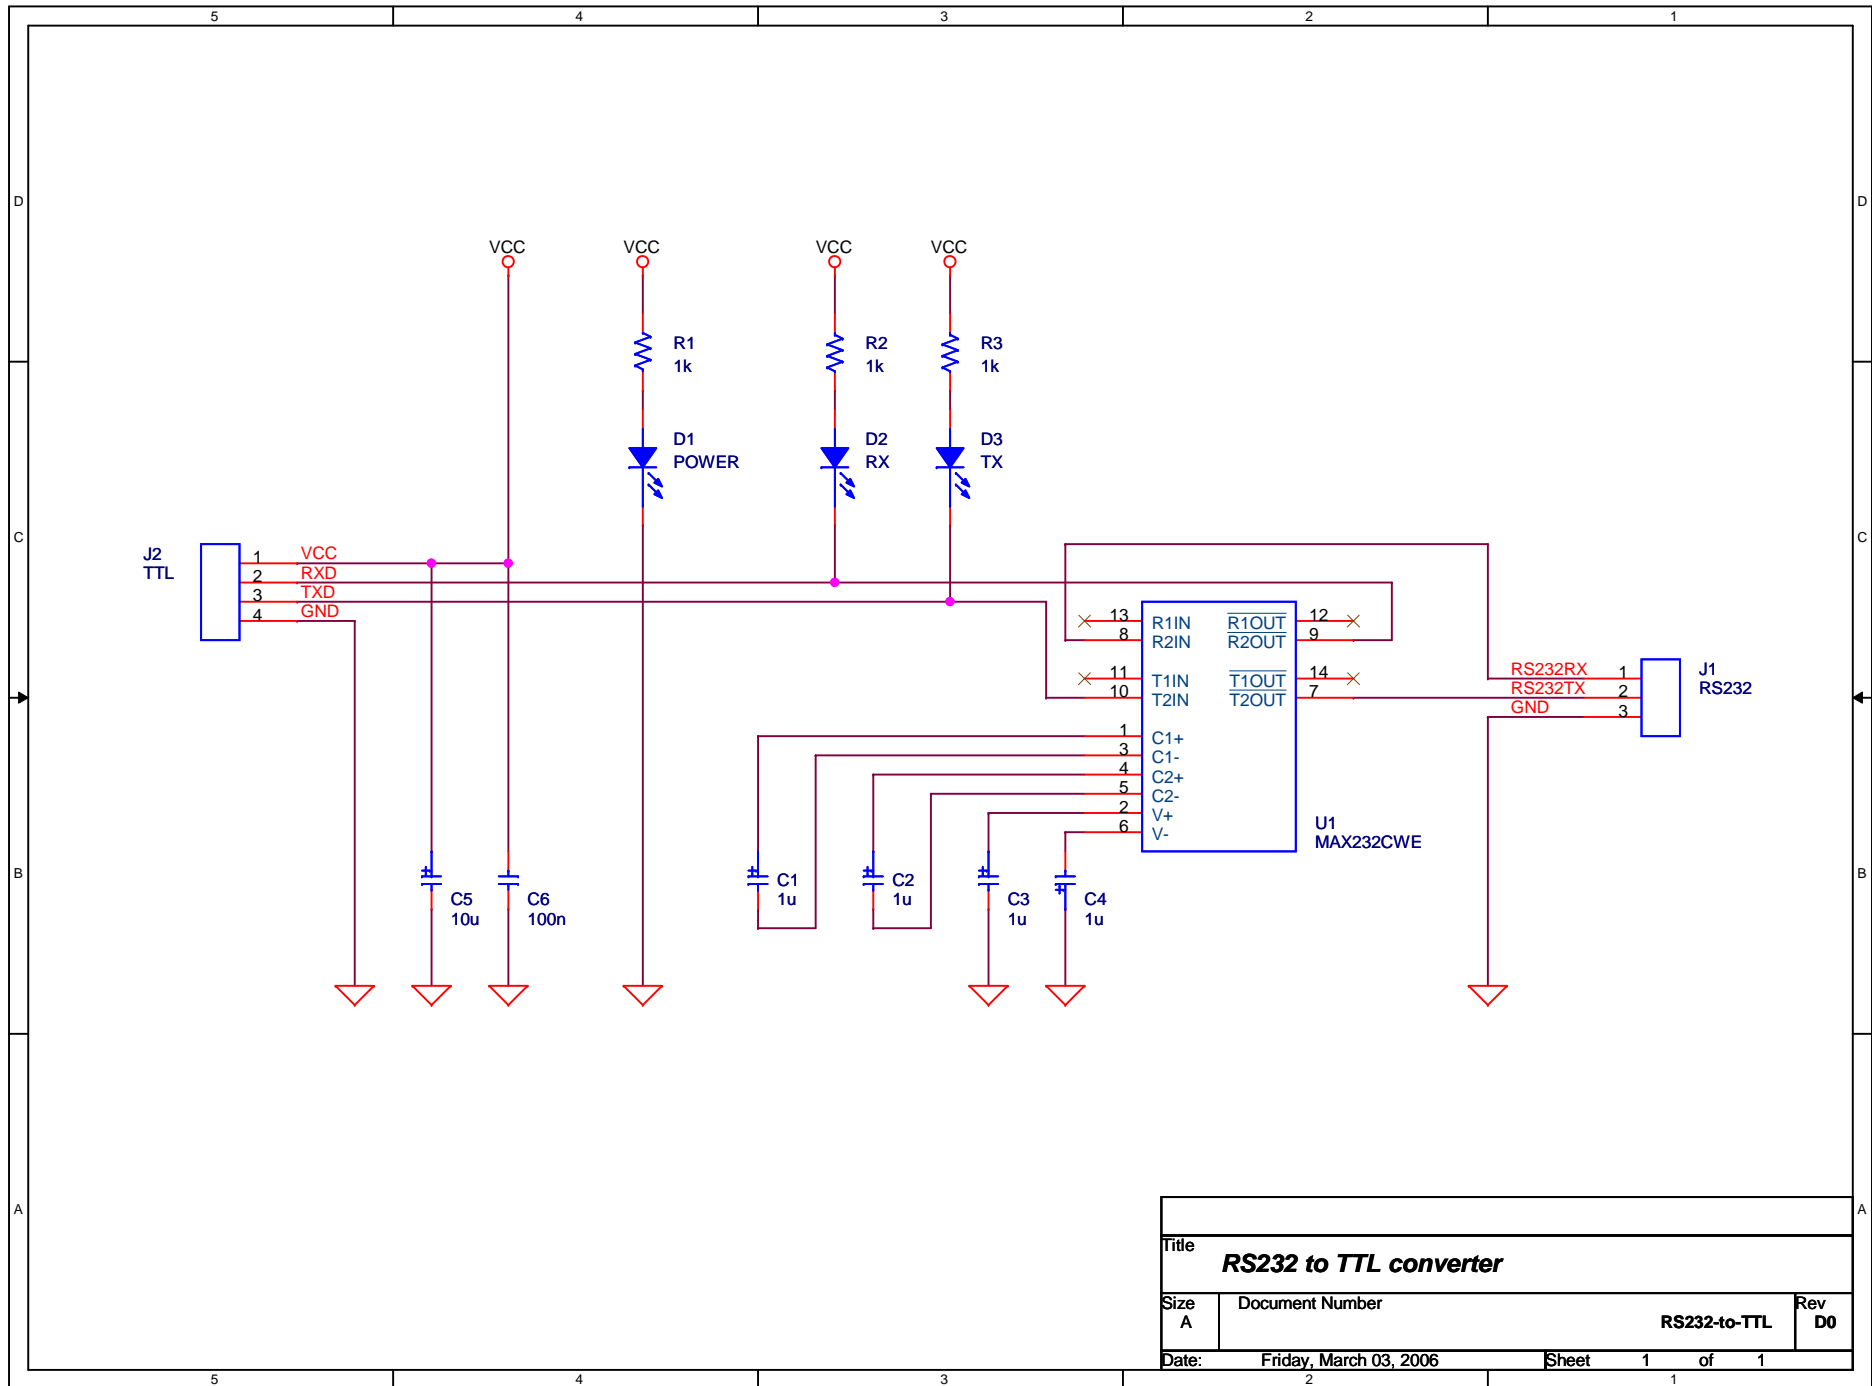 5 4 3 2 1
D D
VCC VCC VCC VCC
R1 R2 R3
1k 1k 1k
D1 D2 D3
POWER RX TX
C C
J2
TTL
1 VCC
2 RXD
3 TXD
4 GND
13 R1IN R1OUT 12
8 R2IN R2OUT 9
11 T1IN T1OUT 14
10 T2IN T2OUT 7
1 C1+
3 C1-
4 C2+
5 C2-
2 V+
6 V-
U1
MAX232CWE
RS232RX 1
RS232TX 2
GND 3
J1
RS232
B B
+ + + + +
C5 C6 C1 C2 C3 C4
10u 100n 1u 1u 1u 1u
A A
Title
RS232 to TTL converter
Size Document Number Rev
A RS232-to-TTL D0
Date: Friday, March 03, 2006 Sheet 1 of 1
5 4 3 2 1